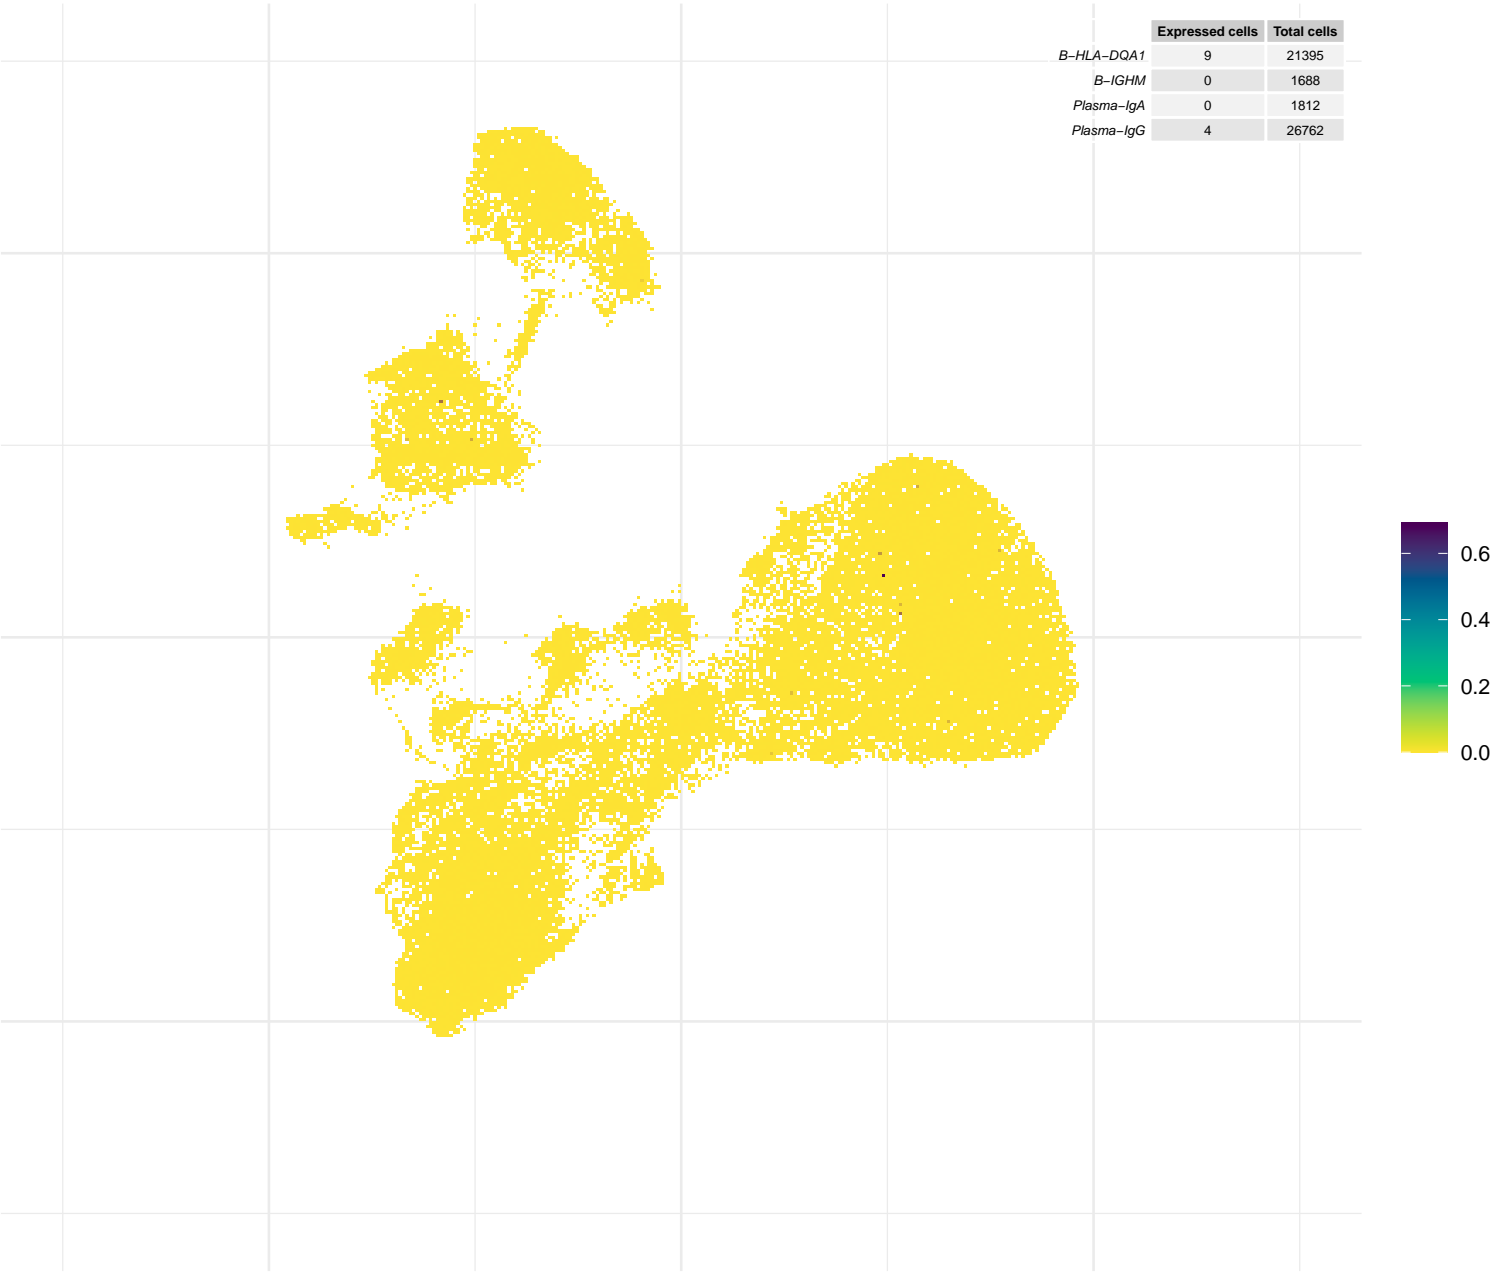 Expressed cells Total cells
B−HLA−DQA1 9 21395
B−IGHM 0 1688
Plasma−IgA 0 1812
Plasma−IgG 4 26762
0.6
0.4
0.2
0.0